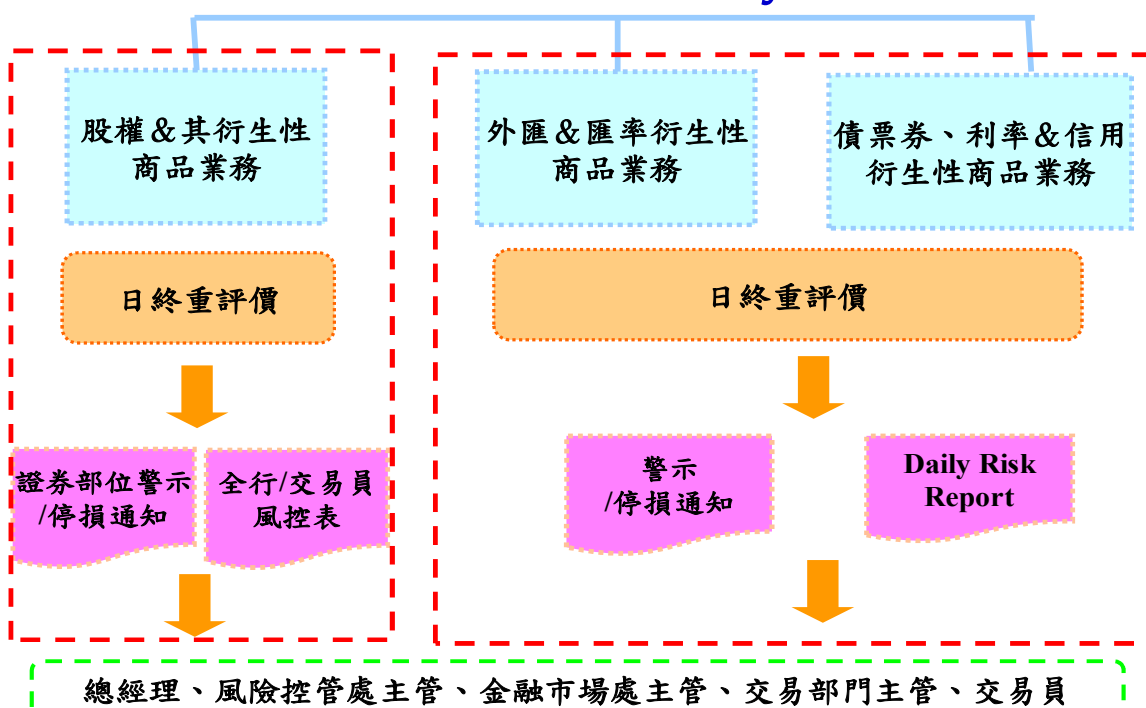 股權＆其衍生性
商品業務
外匯＆匯率衍生性
商品業務
債票券、利率＆信用
衍生性商品業務
日終重評價
日終重評價
證券部位警示
/停損通知
全行/交易員
風控表
警示
/停損通知
Daily Risk
Report
總經理、風險控管處主管、金融市場處主管、交易部門主管、交易員